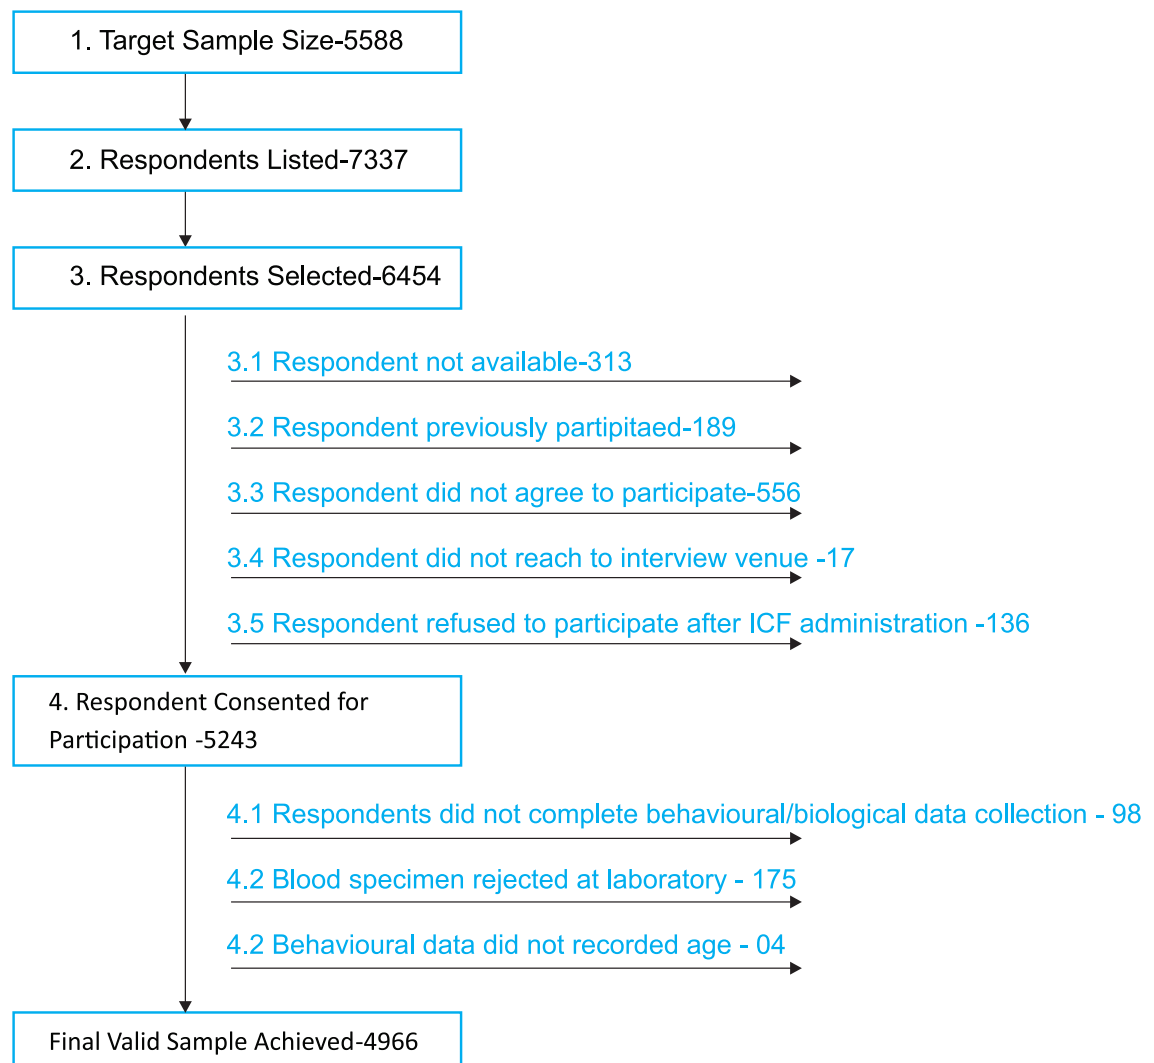 1. Target Sample Size-5588
2. Respondents Listed-7337
3. Respondents Selected-6454
3.1 Respondent not available-313
3.2 Respondent previously partipitaed-189
3.3 Respondent did not agree to participate-556
3.4 Respondent did not reach to interview venue -17
3.5 Respondent refused to participate after ICF administration -136
4. Respondent Consented for
Participation -5243
4.1 Respondents did not complete behavioural/biological data collection - 98
4.2 Blood specimen rejected at laboratory - 175
4.2 Behavioural data did not recorded age - 04
Final Valid Sample Achieved-4966